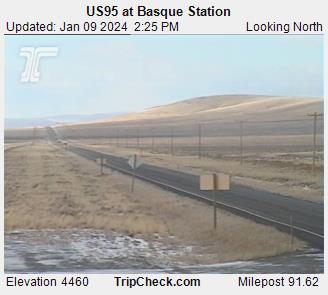 US95 at Basque Station
Updated: Jan 09 2024 2:25 PM Looking North
Elevation 4460 TripCheck.com Milepost 91.62